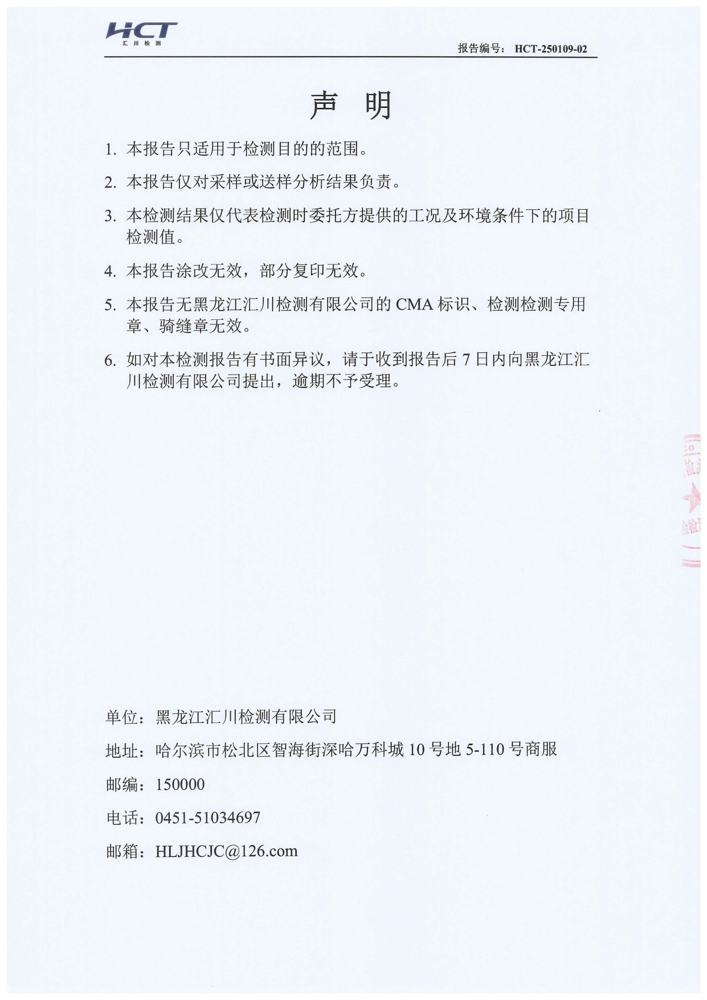 HCT
汇川检测
报告编号： HCT-250109-02
声 明
1. 本报告只适用于检测目的的范围。
2. 本报告仅对采样或送样分析结果负责。
3. 本检测结果仅代表检测时委托方提供的工况及环境条件下的项目
检测值。
4. 本报告涂改无效，部分复印无效。
5. 本报告无黑龙江汇川检测有限公司的 CMA 标识、检测检测专用
章、骑缝章无效。
6. 如对本检测报告有书面异议，请于收到报告后 7 日内向黑龙江汇
川检测有限公司提出，逾期不予受理。
ce
检测
检检测
单位：黑龙江汇川检测有限公司
地址：哈尔滨市松北区智海街深哈万科城 10 号地 5-110 号商服
邮编：150000
电话：0451-51034697
邮箱：HLJHCJC@126.com